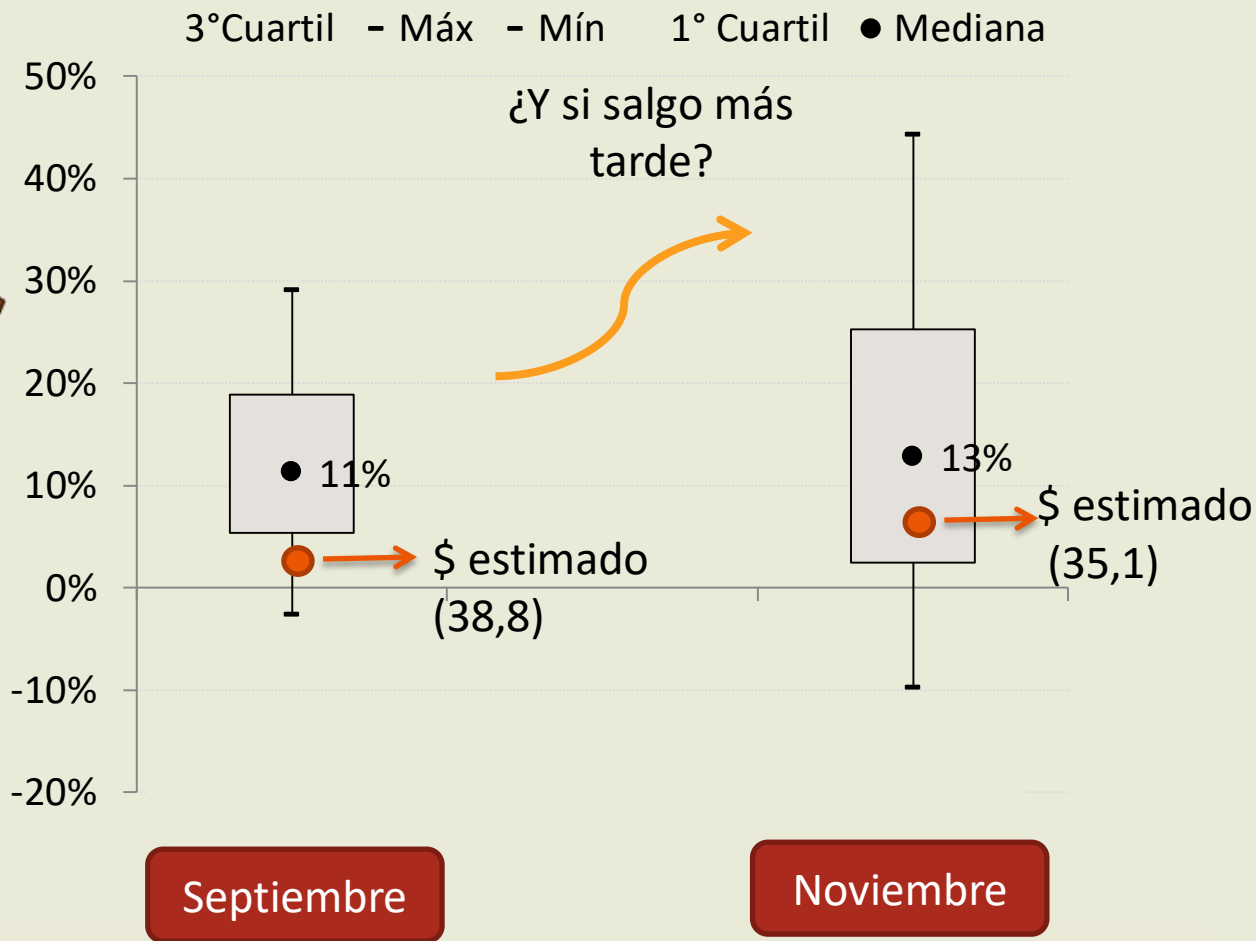 3°Cuartil - Máx - Mín 1° Cuartil ● Mediana
50%
¿Y si salgo más
tarde?
40%
30%
20%
11%
13%
10%
$ estimado
(35,1)
$ estimado
(38,8)
0%
-10%
-20%
Septiembre
Noviembre